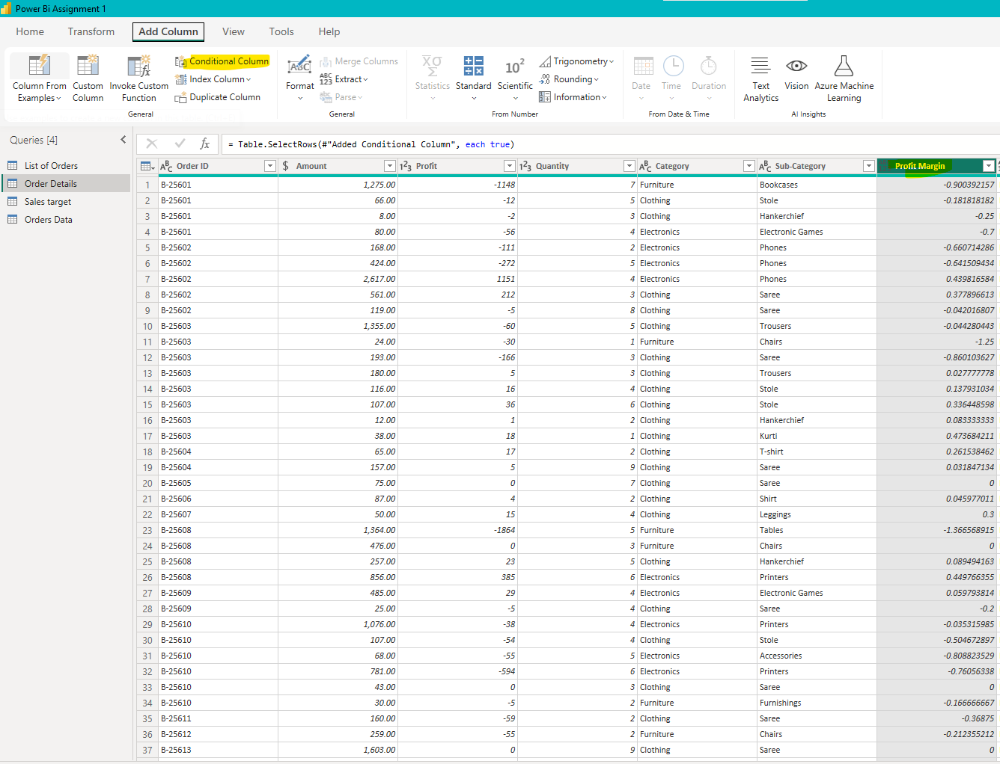 Power Bi Assignment 1
Home Transform Add Column View Tools Help
Column From Examples
Custom Column
Invoke Custom Function
Conditional Column
Index Column
Duplicate Column
General
Format
Merge Columns
Extract
Parse
General
Statistics
Standard
Scientific
Trigonometry
Rounding
Information
From Number
Date
Time
Duration
From Date & Time
Text Analytics
Vision
Azure Machine Learning
AI Insights
Queries [4]
List of Orders
Order Details
Sales target
Orders Data
fx = Table.SelectRows(#"Added Conditional Column", each true)
Order ID Amount Profit Quantity Category Sub-Category Profit Margin
1 B-25601 1,275.00 -1148 7 Furniture Bookcases -0.900392157
2 B-25601 66.00 -12 5 Clothing Stole -0.181818182
3 B-25601 8.00 -2 3 Clothing Hankerchief -0.25
4 B-25601 80.00 -56 4 Electronics Electronic Games -0.7
5 B-25602 168.00 -111 2 Electronics Phones -0.660714286
6 B-25602 424.00 -272 5 Electronics Phones -0.641509434
7 B-25602 2,617.00 1151 4 Electronics Phones 0.439816584
8 B-25602 561.00 212 3 Clothing Saree 0.377896613
9 B-25602 119.00 -5 8 Clothing Saree -0.042016807
10 B-25603 1,355.00 -60 5 Clothing Trousers -0.044280443
11 B-25603 24.00 -30 1 Furniture Chairs -1.25
12 B-25603 193.00 -166 3 Clothing Saree -0.860103627
13 B-25603 180.00 5 3 Clothing Trousers 0.027777778
14 B-25603 116.00 16 4 Clothing Stole 0.137931034
15 B-25603 107.00 36 6 Clothing Stole 0.336448598
16 B-25603 12.00 1 2 Clothing Hankerchief 0.083333333
17 B-25603 38.00 18 1 Clothing Kurti 0.473684211
18 B-25604 65.00 17 2 Clothing T-shirt 0.261538462
19 B-25604 157.00 5 9 Clothing Saree 0.031847134
20 B-25605 75.00 0 7 Clothing Saree 0
21 B-25606 87.00 4 2 Clothing Shirt 0.045977011
22 B-25607 50.00 15 4 Clothing Leggings 0.3
23 B-25608 1,364.00 -1864 5 Furniture Tables -1.366568915
24 B-25608 476.00 0 3 Furniture Chairs 0
25 B-25608 257.00 23 5 Clothing Hankerchief 0.089494163
26 B-25608 856.00 385 6 Electronics Printers 0.449766355
27 B-25609 485.00 29 4 Electronics Electronic Games 0.059793814
28 B-25609 25.00 -5 4 Clothing Saree -0.2
29 B-25610 1,076.00 -38 4 Electronics Printers -0.035315985
30 B-25610 107.00 -54 4 Clothing Stole -0.504672897
31 B-25610 68.00 -55 5 Electronics Accessories -0.808823529
32 B-25610 781.00 -594 6 Electronics Printers -0.76056338
33 B-25610 43.00 0 3 Clothing Saree 0
34 B-25610 30.00 -5 2 Furniture Furnishings -0.166666667
35 B-25611 160.00 -59 2 Clothing Saree -0.36875
36 B-25612 259.00 -55 2 Furniture Chairs -0.212355212
37 B-25613 1,603.00 0 9 Clothing Saree 0